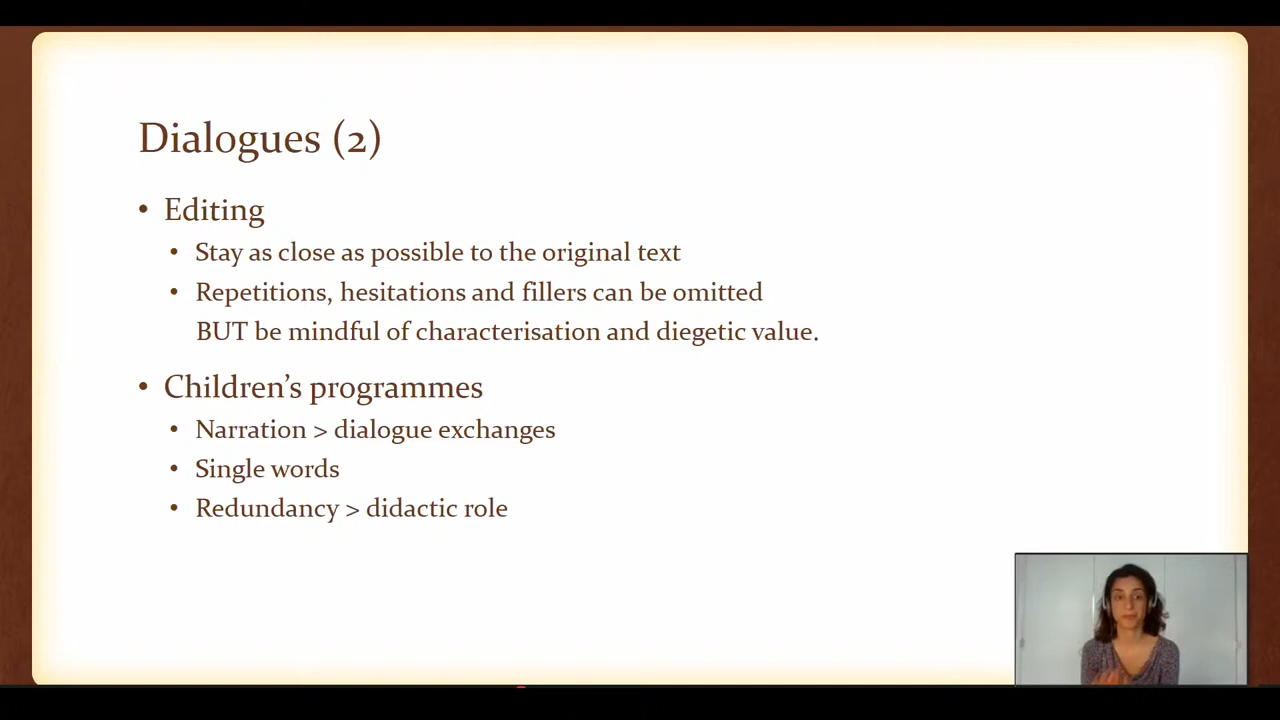 Dialogues (2)
• Editing
• Stay as close as possible to the original text
• Repetitions, hesitations and fillers can be omitted
BUT be mindful of characterisation and diegetic value.
• Children’s programmes
• Narration > dialogue exchanges
• Single words
• Redundancy > didactic role